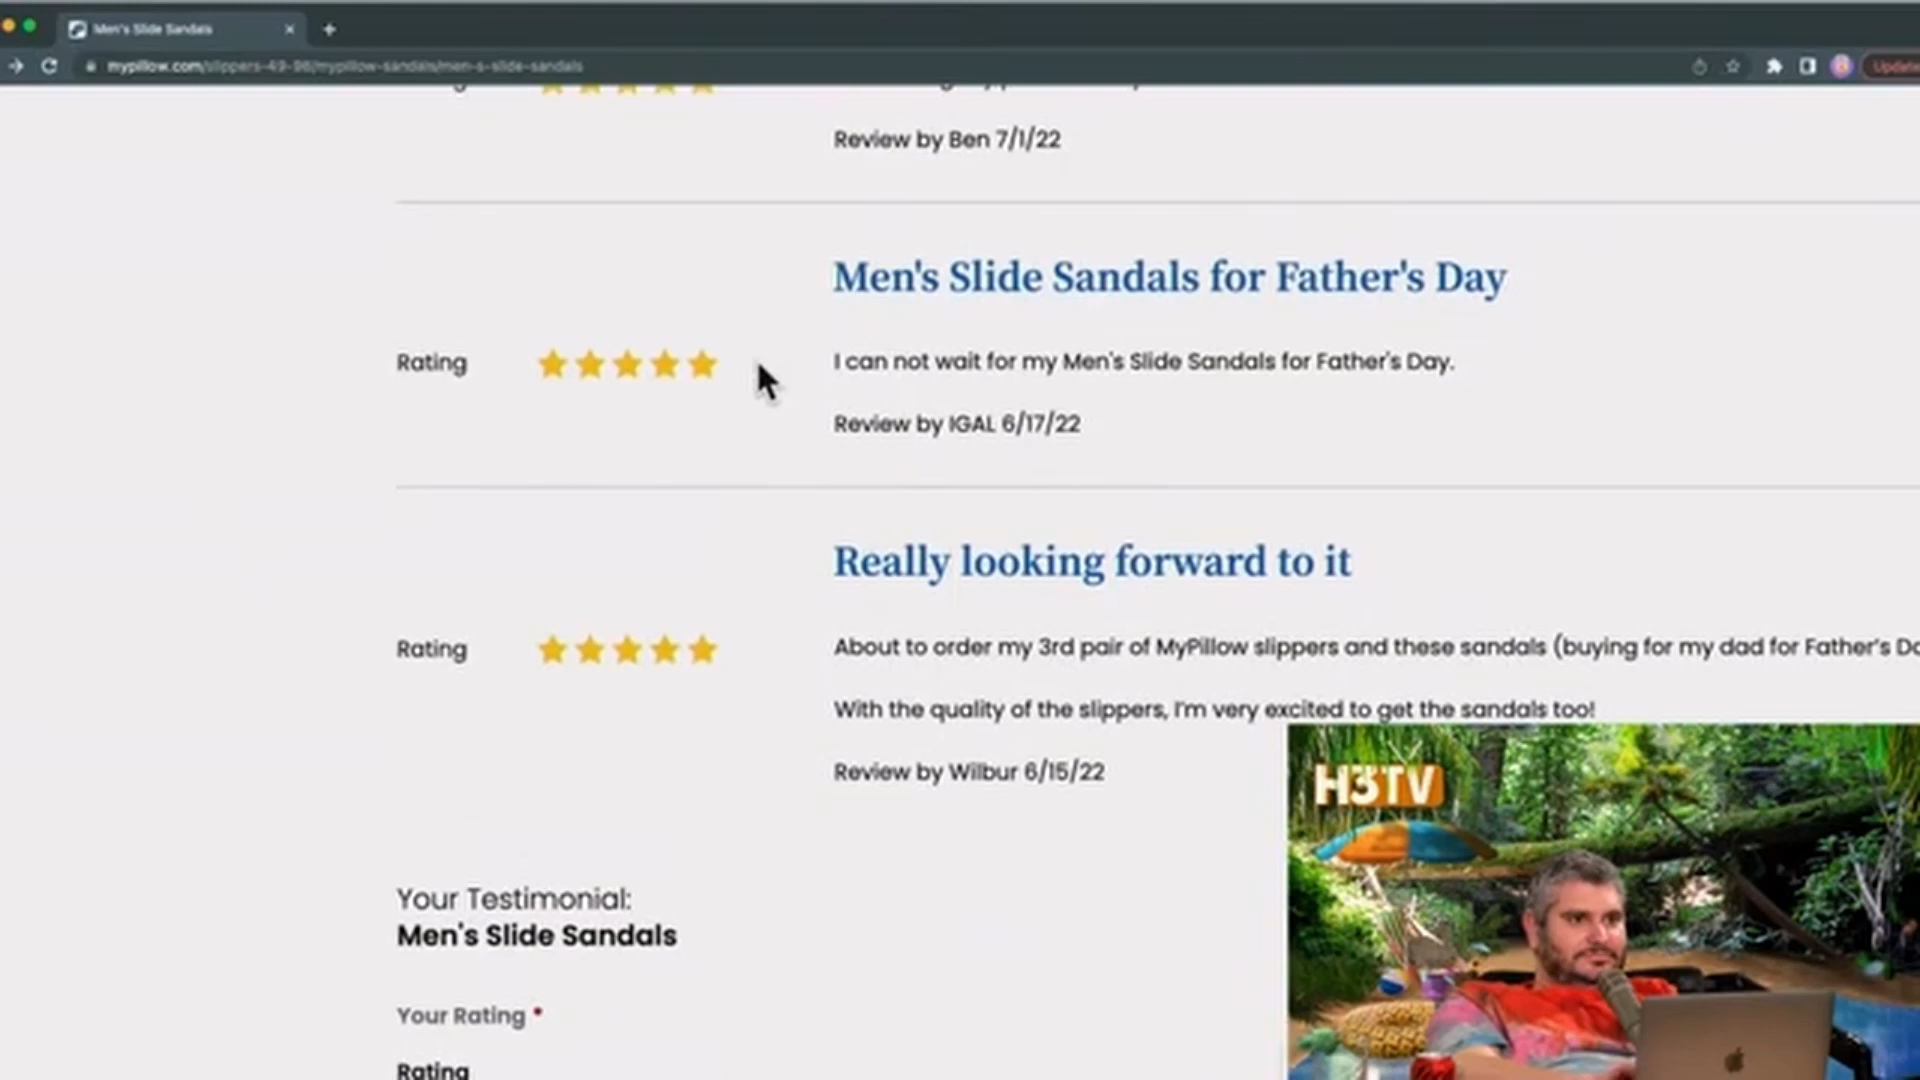 Men's Slide Sandals
mypillow.com/slippers-49-98/mypillow-sandals/men-s-slide-sandals
Update
Review by Ben 7/1/22
Men's Slide Sandals for Father's Day
Rating
I can not wait for my Men's Slide Sandals for Father's Day.
Review by IGAL 6/17/22
Really looking forward to it
Rating
About to order my 3rd pair of MyPillow slippers and these sandals (buying for my dad for Father's Da
With the quality of the slippers, I'm very excited to get the sandals too!
Review by Wilbur 6/15/22
H3TV
Your Testimonial:
Men's Slide Sandals
Your Rating *
Rating